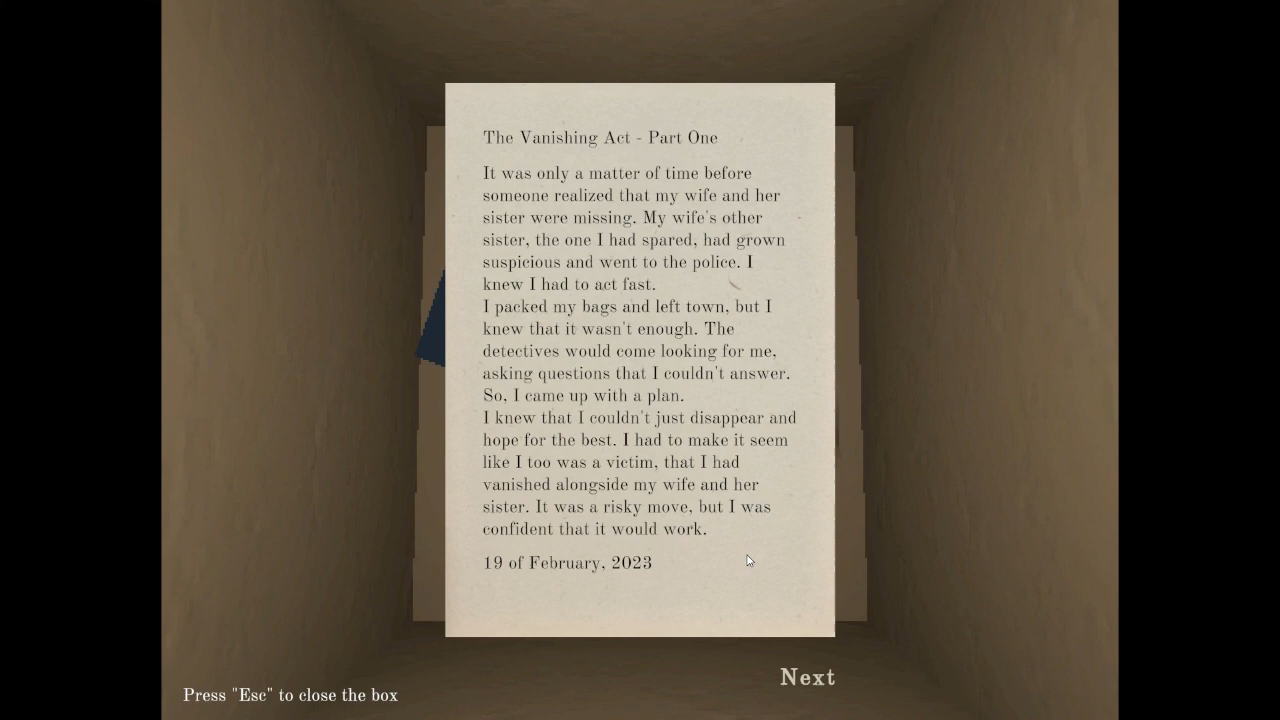 The Vanishing Act - Part One
It was only a matter of time before
someone realized that my wife and her
sister were missing. My wife's other
sister, the one I had spared, had grown
suspicious and went to the police. I
knew I had to act fast.
I packed my bags and left town, but I
knew that it wasn't enough. The
detectives would come looking for me,
asking questions that I couldn't answer.
So, I came up with a plan.
I knew that I couldn't just disappear and
hope for the best. I had to make it seem
like I too was a victim, that I had
vanished alongside my wife and her
sister. It was a risky move, but I was
confident that it would work.
19 of February, 2023
Next
Press "Esc" to close the box